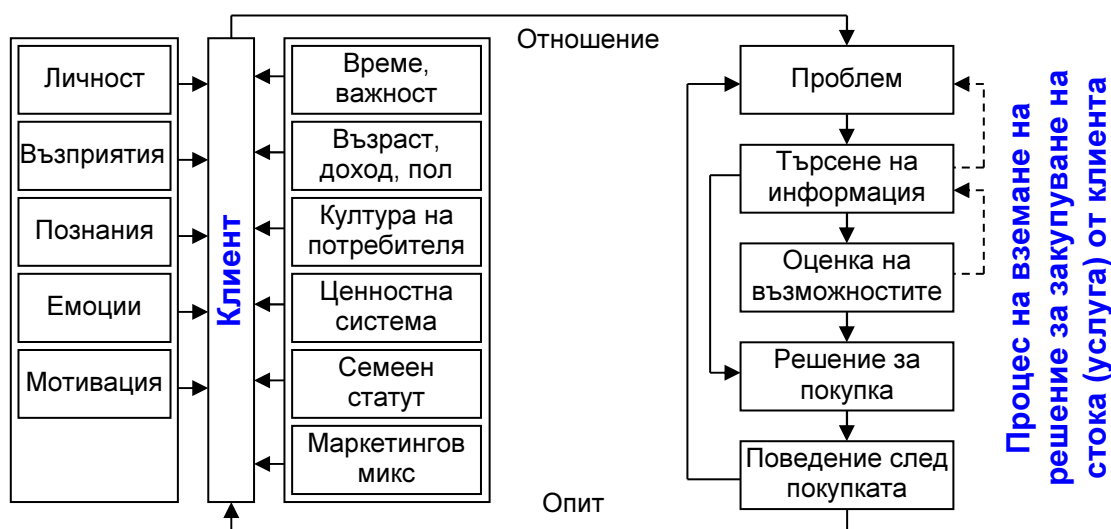 Личност
Възприятия
Познания
Емоции
Мотивация
Клиент
Време,
важност
Възраст,
доход, пол
Култура на
потребителя
Ценностна
система
Семеен
статут
Маркетингов
микс
Отношение
Опит
Проблем
Търсене на
информация
Оценка на
възможностите
Решение за
покупка
Поведение след
покупката
Процес на вземане на
решение за закупуване на
стока (услуга) от клиента